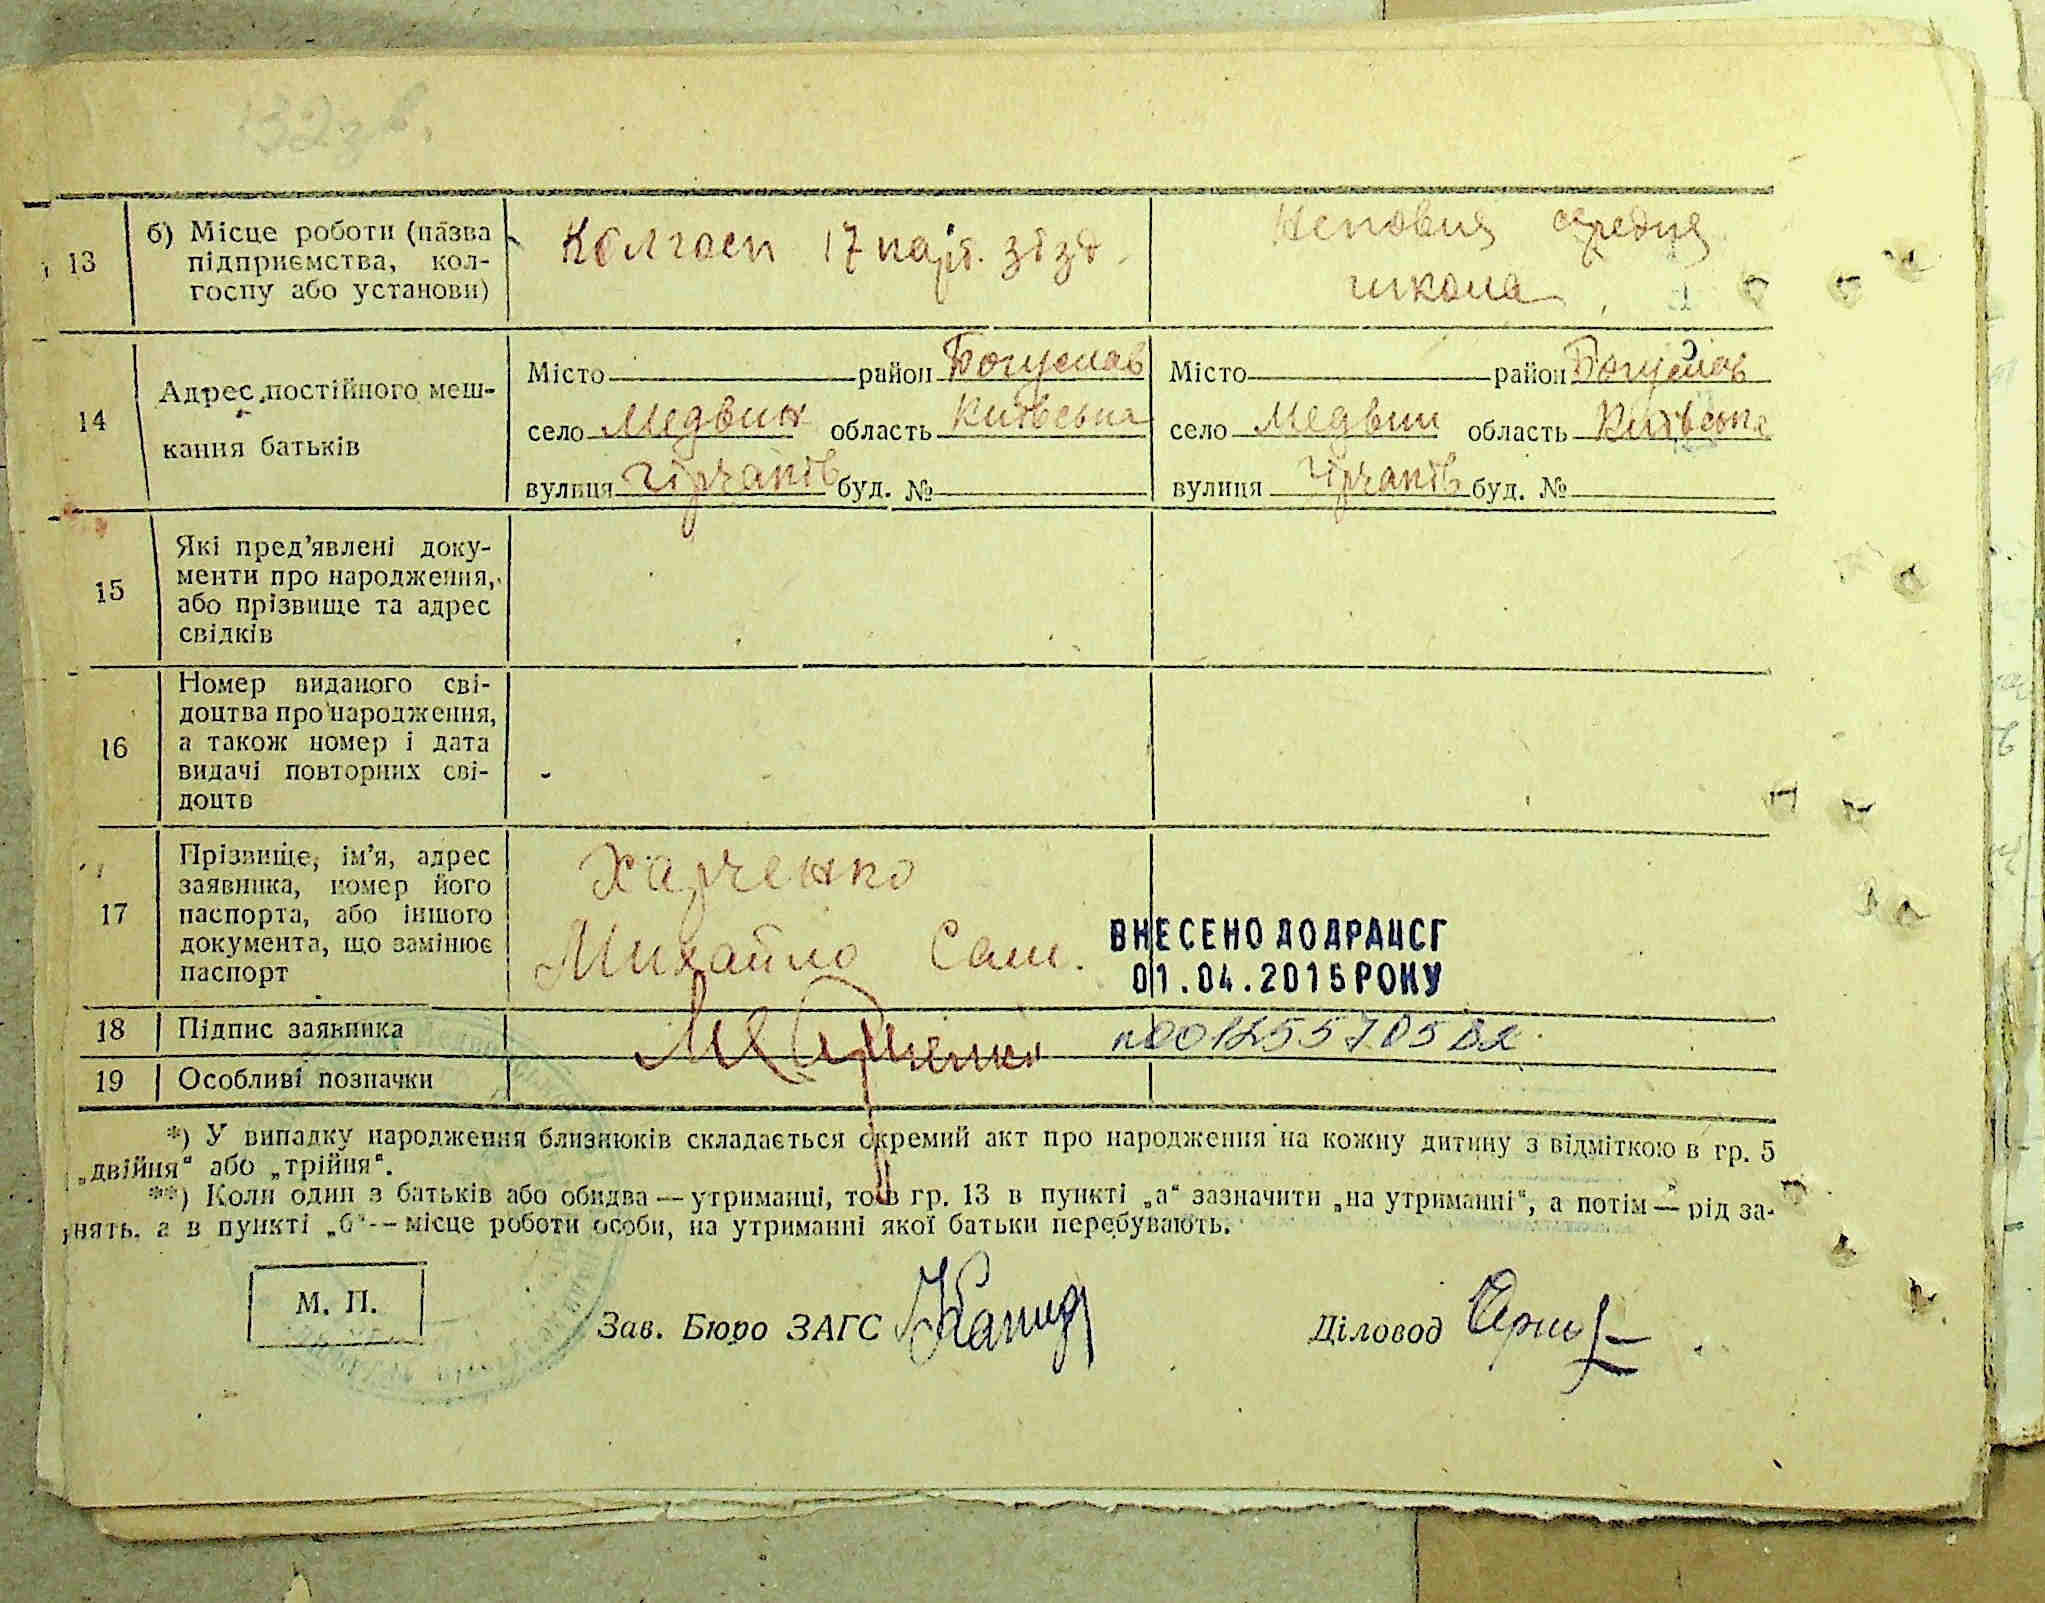 132 зв.
13
б) Місце роботи (назва
підприємства, кол-
госпу або установи)
Колгосп 17 парт. зізд.
Неповна середня
школа
14
Адрес постійного меш-
кання батьків
Місто район Богуслав
село Медвин область Київська
вулиця буд. №
Місто район Богуслав
село Медвин область Київська
вулиця буд. №
15
Які пред’явлені доку-
менти про народження,
або прізвище та адрес
свідків
16
Номер виданого сві-
доцтва про народження,
а також номер і дата
видачі повторних сві-
доцтв
17
Прізвище, ім’я, адрес
заявника, номер його
паспорта, або іншого
документа, що замінює
паспорт
Харченко
Михайло Сам.
ВНЕСЕНО ДО ДРАЦСГ
01.04.2015 РОКУ
18
Підпис заявника
МХарченко
001255705
19
Особливі позначки
*) У випадку народження близнюків складається окремий акт про народження на кожну дитину з відміткою в гр. 5
„двійня“ або „трійня“.
**) Коли один з батьків або обидва — утриманці, то в гр. 13 в пункті „а“ зазначити „на утриманні“, а потім — рід за-
нять, а в пункті „б“ — місце роботи особи, на утриманні якої батьки перебувають.
М. П.
Зав. Бюро ЗАГС
Діловод